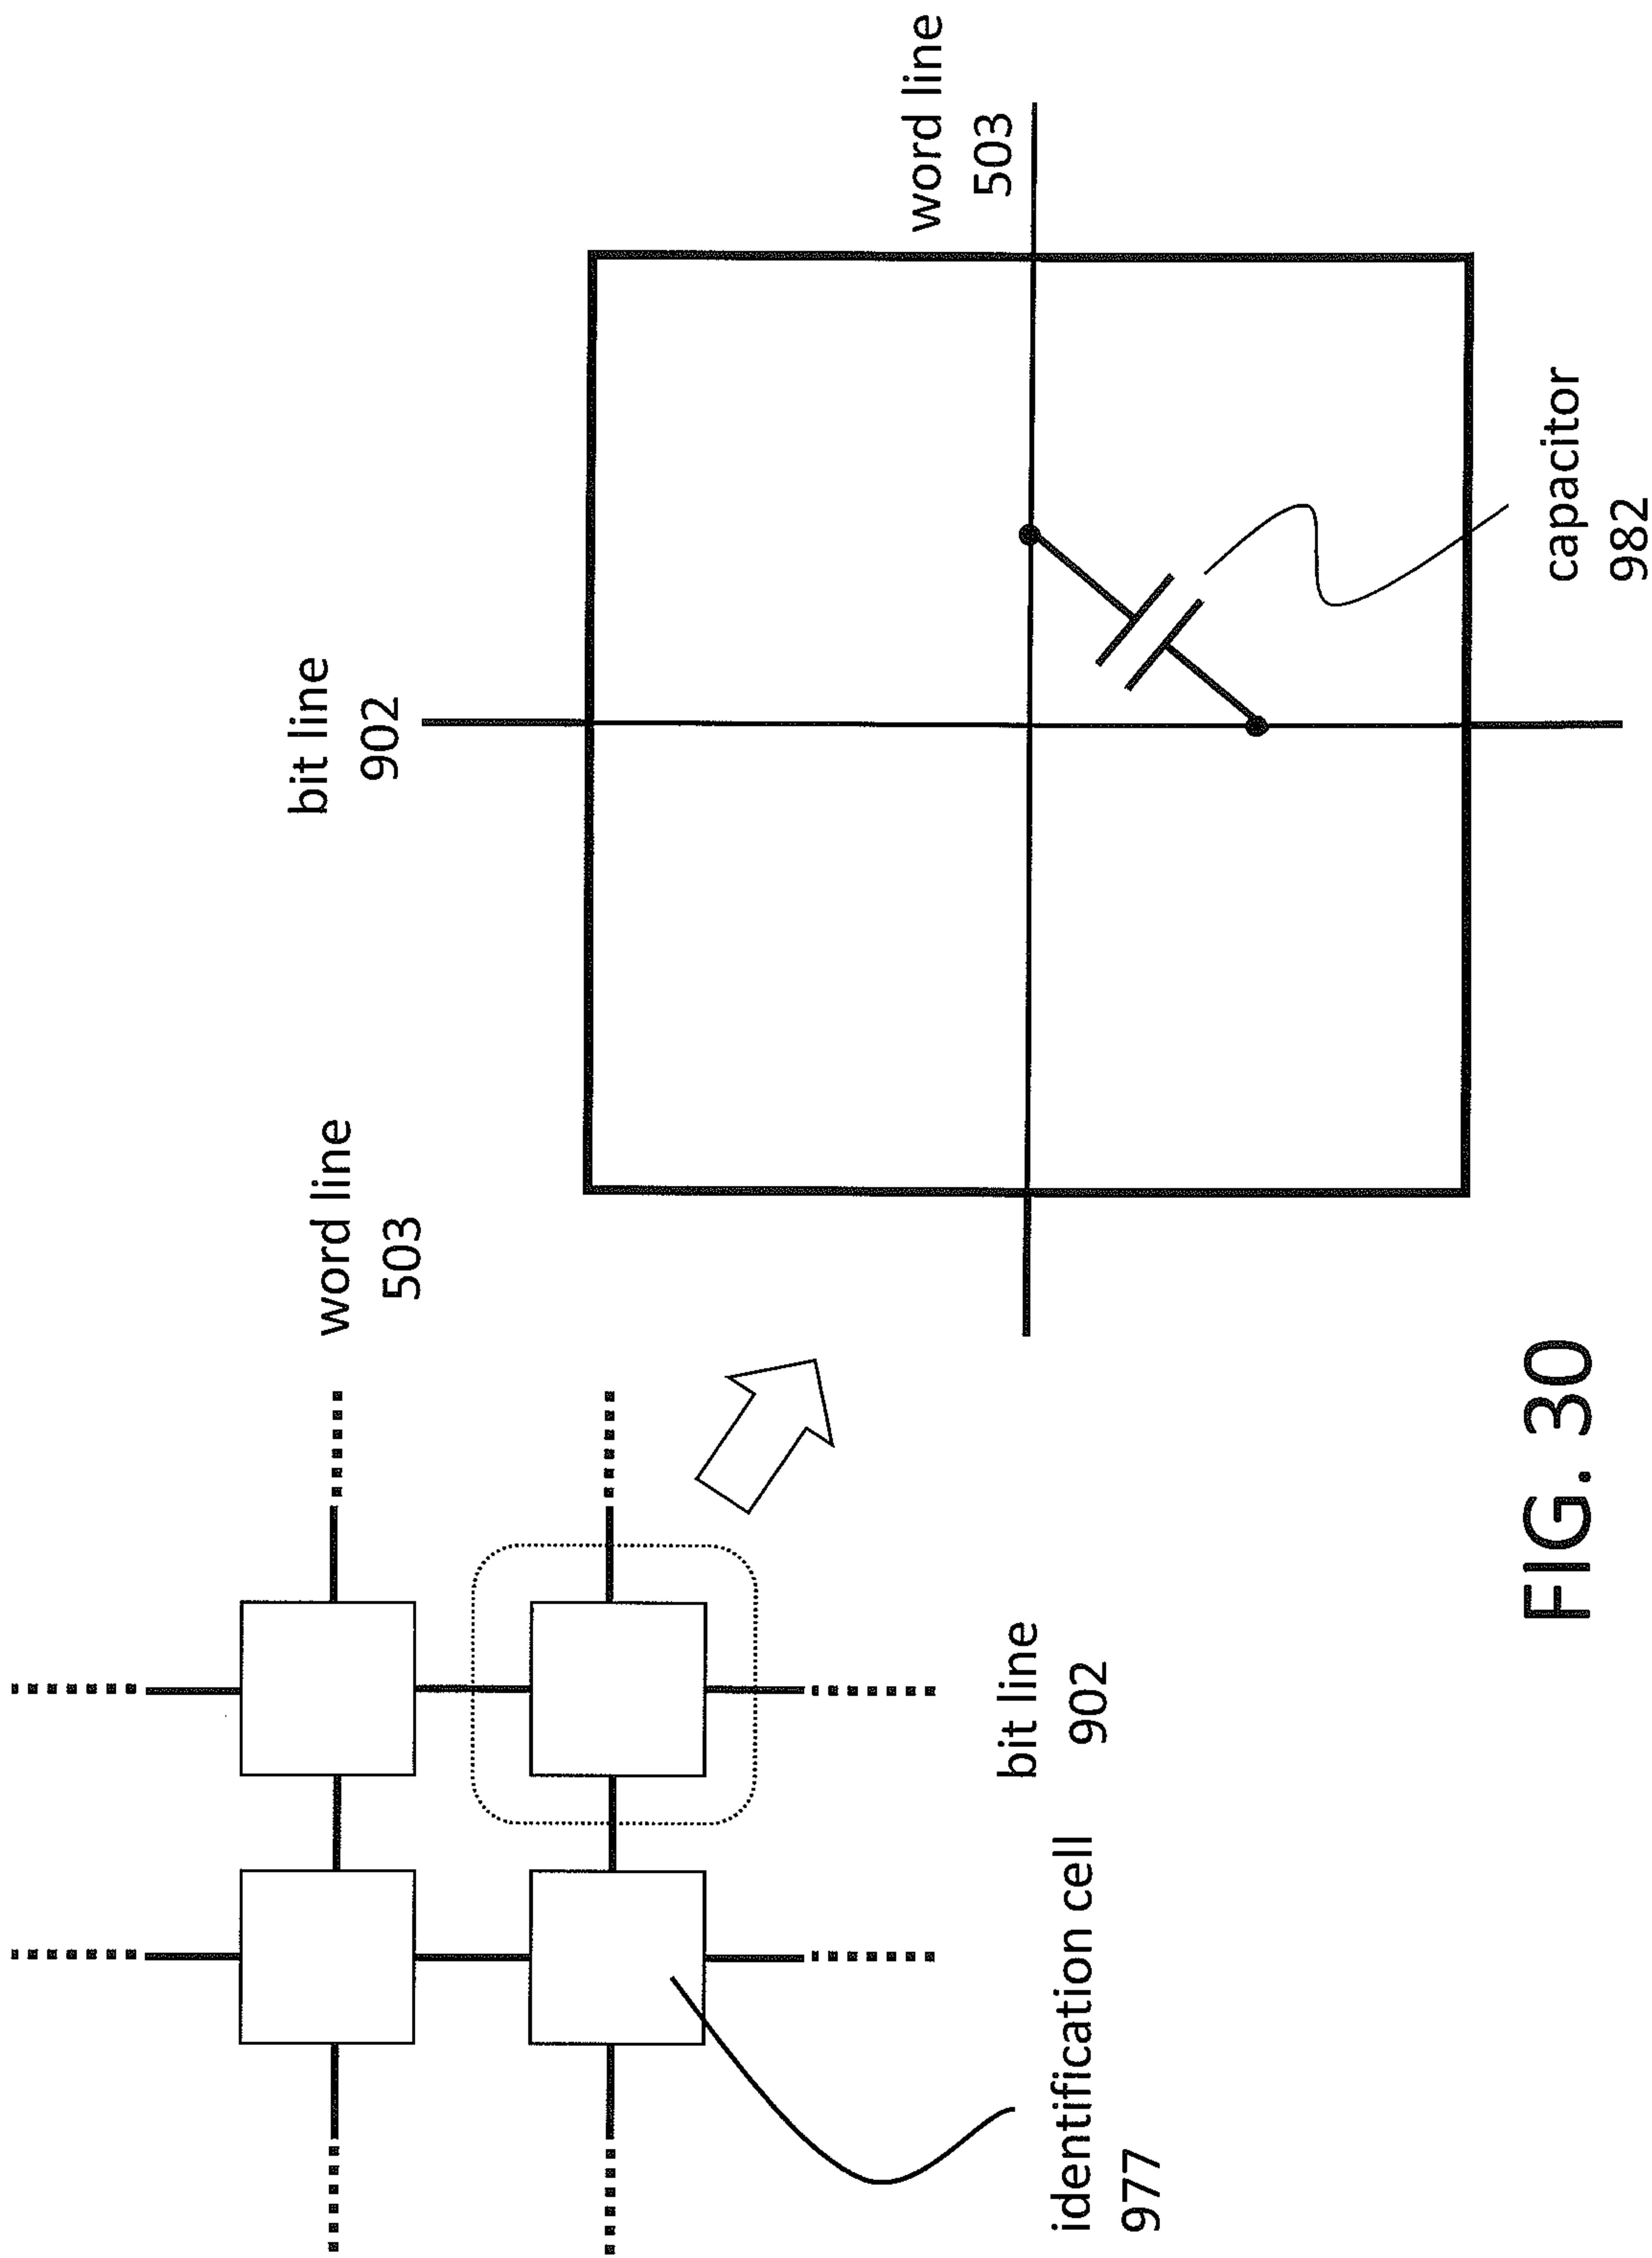 word line
503
bit line
902
identification cell
977
bit line
902
word line
503
capacitor
982
FIG. 30